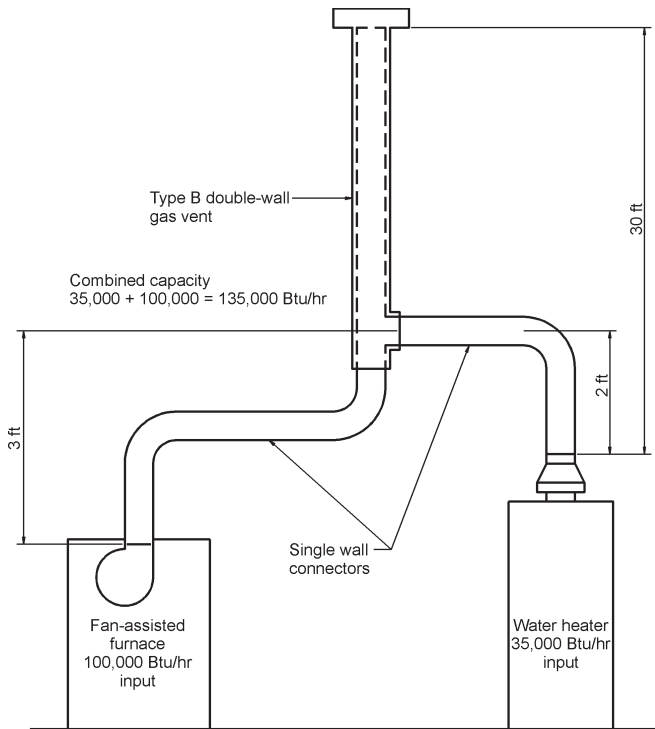 30 ft
Type B double-wall
gas vent
Combined capacity
35,000 + 100,000 = 135,000 Btu/hr
3 ft
2 ft
Single wall
connectors
Fan-assisted
furnace
100,000 Btu/hr
input
Water heater
35,000 Btu/hr
input